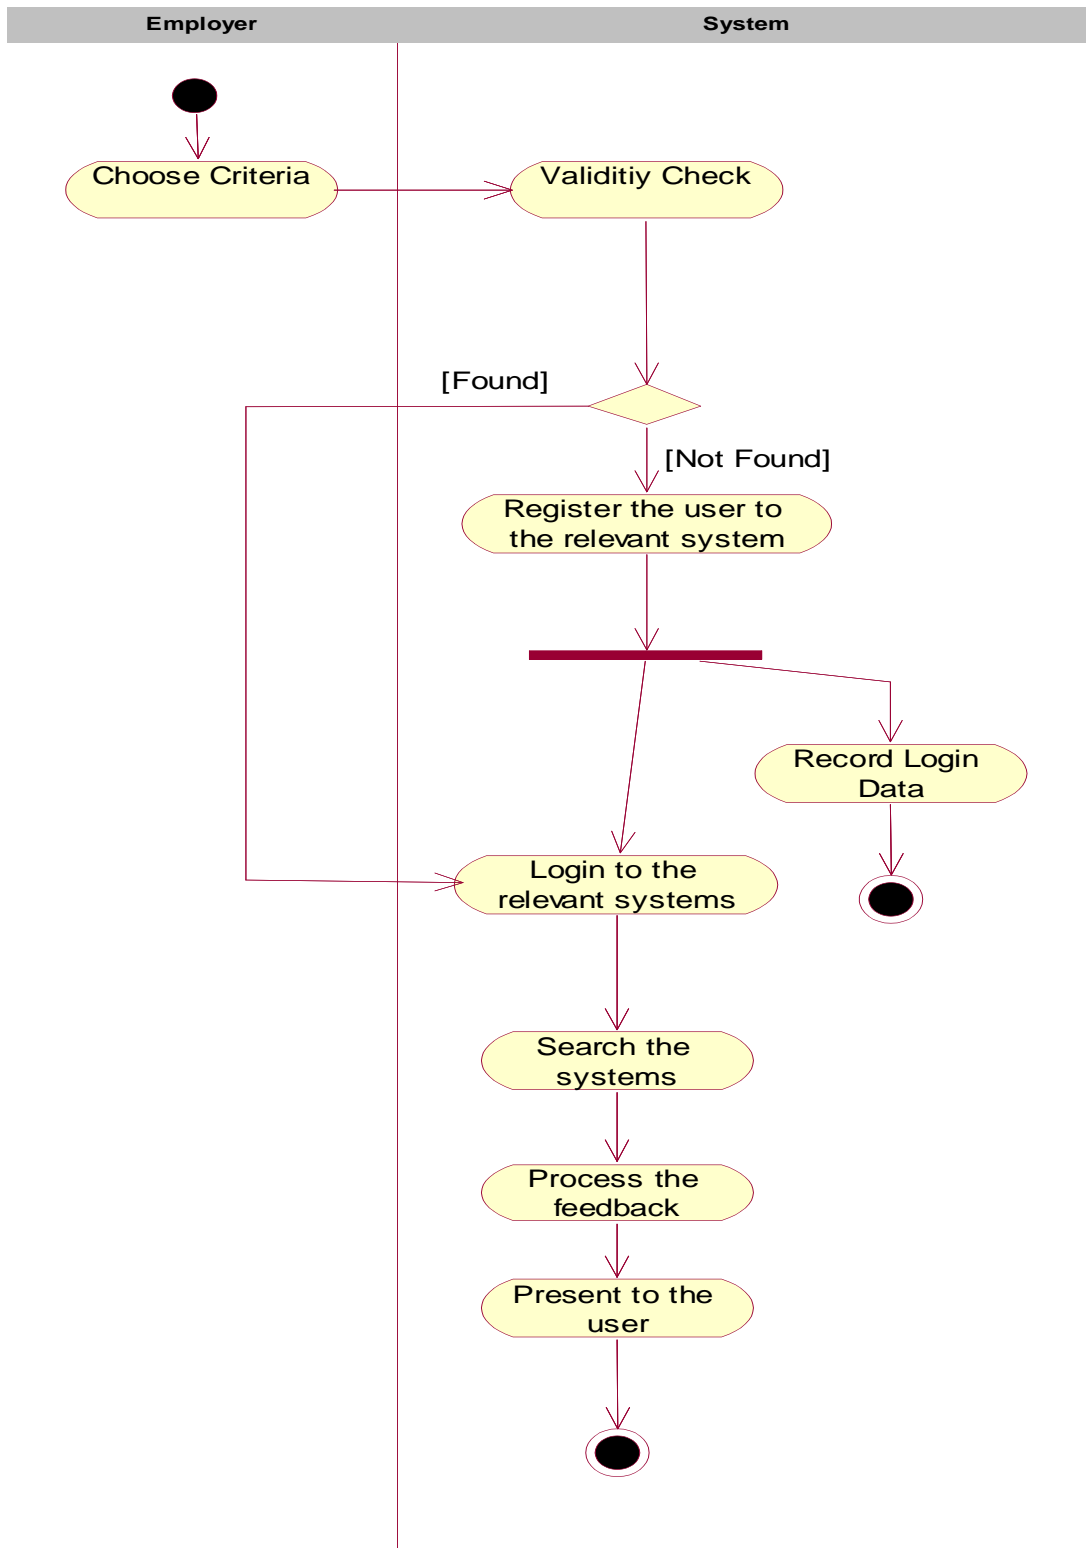 Employer
System
Choose Criteria
Validitiy Check
[Found]
[Not Found]
Register the user to
the relevant system
Record Login
Data
Login to the
relevant systems
Search the
systems
Process the
feedback
Present to the
user